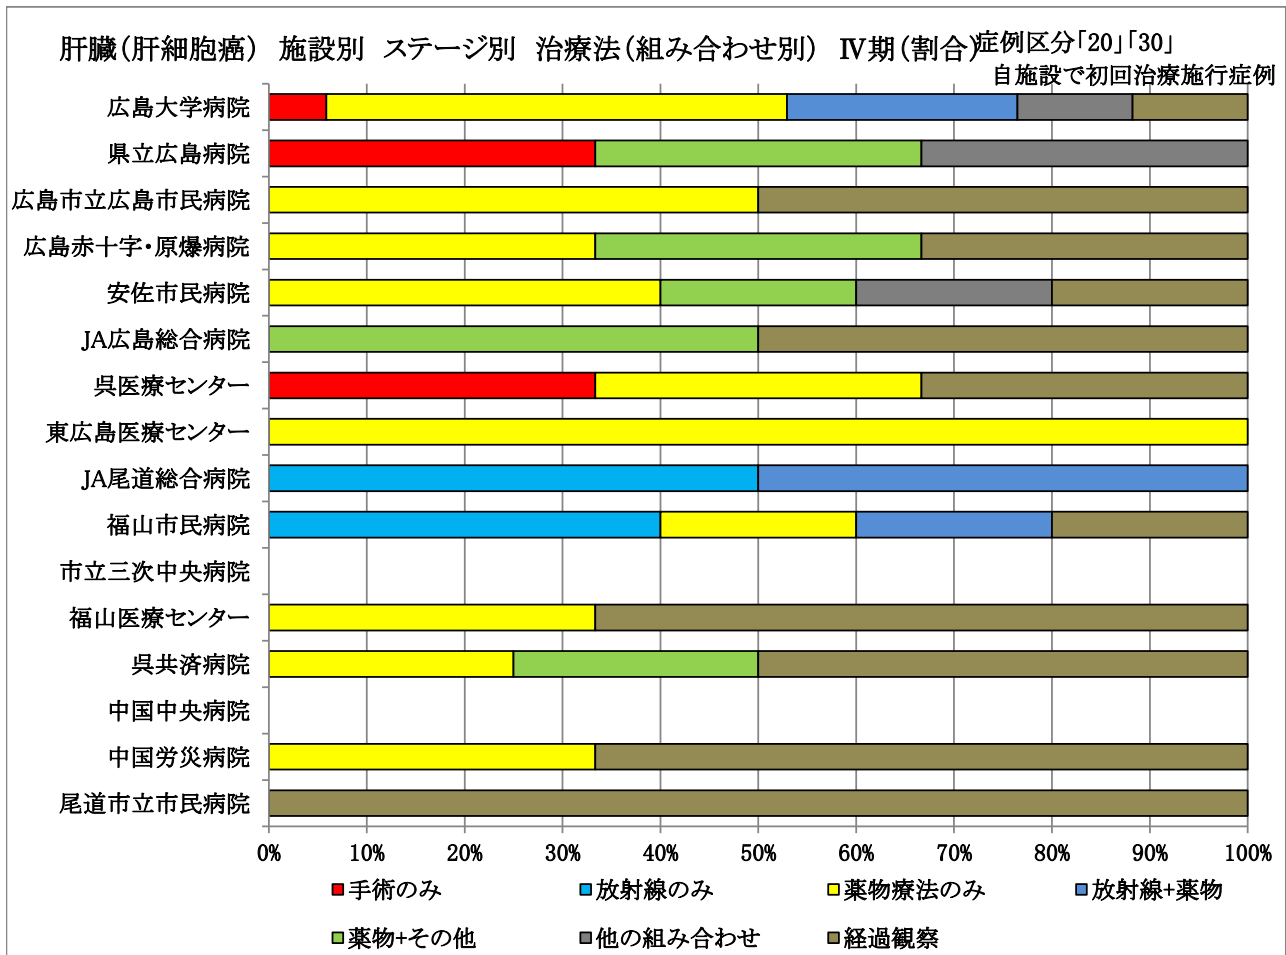 肝臓(肝細胞癌) 施設別 ステージ別 治療法(組み合わせ別) Ⅳ期(割合)症例区分「20」「30」
自施設で初回治療施行症例
広島大学病院
県立広島病院
広島市立広島市民病院
広島赤十字・原爆病院
安佐市民病院
JA広島総合病院
呉医療センター
東広島医療センター
JA尾道総合病院
福山市民病院
市立三次中央病院
福山医療センター
呉共済病院
中国中央病院
中国労災病院
尾道市立市民病院
0% 10% 20% 30% 40% 50% 60% 70% 80% 90% 100%
手術のみ 放射線のみ 薬物療法のみ 放射線+薬物
薬物+その他 他の組み合わせ 経過観察